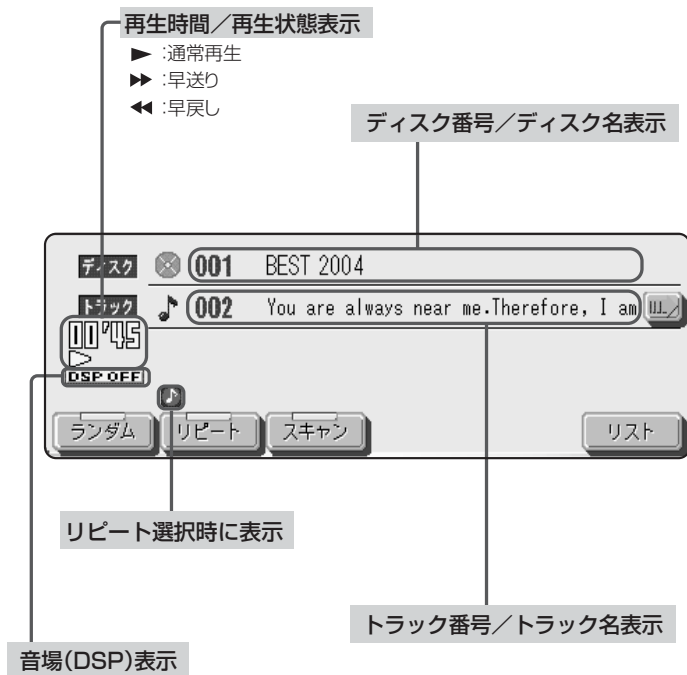 再生時間／再生状態表示
▶ :通常再生
▶▶ :早送り
◀◀ :早戻し
ディスク番号／ディスク名表示
ディスク 001 BEST 2004
トラック 002 You are always near me.Therefore, I am
00'45
DSP OFF
ランダム リピート スキャン リスト
リピート選択時に表示
トラック番号／トラック名表示
音場(DSP)表示